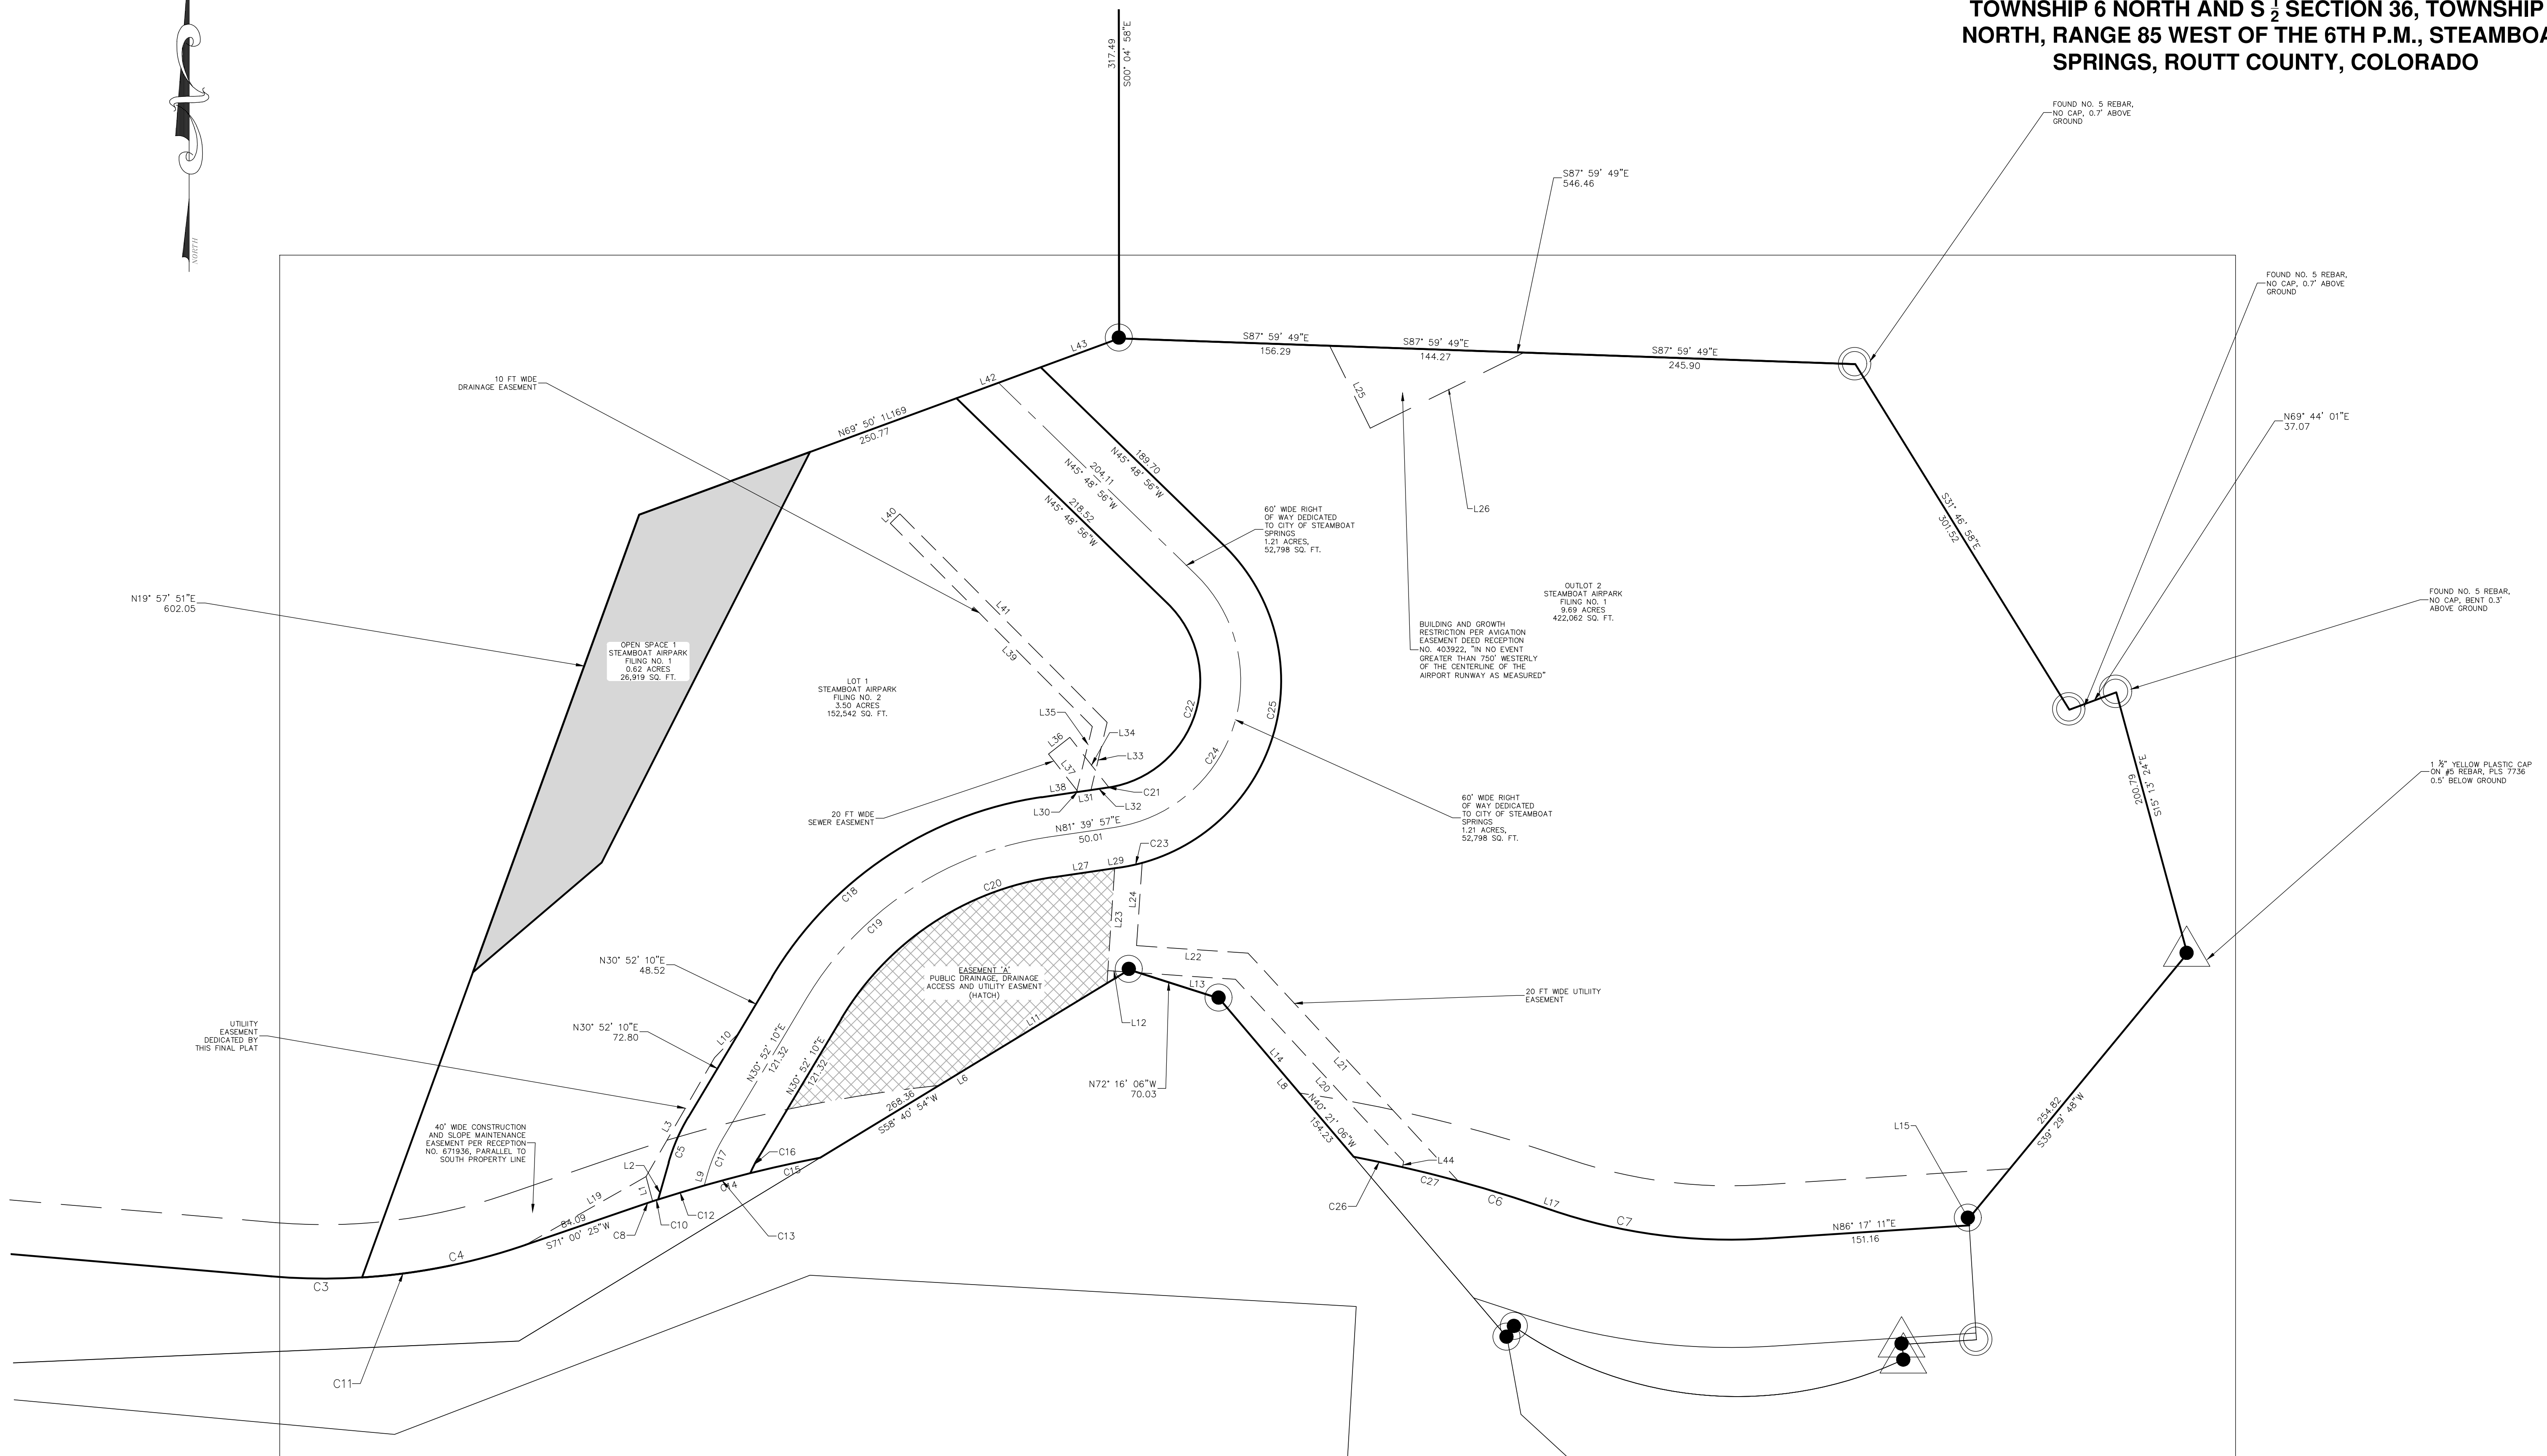 TOWNSHIP 6 NORTH AND S 1/2 SECTION 36, TOWNSHIP
NORTH, RANGE 85 WEST OF THE 6TH P.M., STEAMBOA
SPRINGS, ROUTT COUNTY, COLORADO
NORTH
317.49
S00° 04' 58"E
FOUND NO. 5 REBAR,
NO CAP, 0.7' ABOVE
GROUND
S87° 59' 49"E
546.46
FOUND NO. 5 REBAR,
NO CAP, 0.7' ABOVE
GROUND
L43
S87° 59' 49"E
156.29
S87° 59' 49"E
144.27
S87° 59' 49"E
245.90
10 FT WIDE
DRAINAGE EASEMENT
L42
L25
N69° 50' 1L169
250.77
N69° 44' 01"E
37.07
189.70
N45° 48' 56"W
204.11
N45° 48' 56"W
218.52
N45° 48' 56"W
L26
L40
60' WIDE RIGHT
OF WAY DEDICATED
TO CITY OF STEAMBOAT
SPRINGS
1.21 ACRES,
52,798 SQ. FT.
S31° 46' 58"E
301.52
OUTLOT 2
STEAMBOAT AIRPARK
FILING NO. 1
9.69 ACRES
422,062 SQ. FT.
N19° 57' 51"E
602.05
L41
L39
FOUND NO. 5 REBAR,
NO CAP, BENT 0.3'
ABOVE GROUND
BUILDING AND GROWTH
RESTRICTION PER AVIGATION
EASEMENT DEED RECEPTION
NO. 403922, "IN NO EVENT
GREATER THAN 750' WESTERLY
OF THE CENTERLINE OF THE
AIRPORT RUNWAY AS MEASURED"
OPEN SPACE 1
STEAMBOAT AIRPARK
FILING NO. 1
0.62 ACRES
26,919 SQ. FT.
LOT 1
STEAMBOAT AIRPARK
FILING NO. 2
3.50 ACRES
152,542 SQ. FT.
C22
C25
L35
L34
L36
L33
C24
L37
1 ½" YELLOW PLASTIC CAP
ON #5 REBAR, PLS 7736
0.5' BELOW GROUND
200.79
S15° 13' 24"E
L38
L31
C21
L30
L32
20 FT WIDE
SEWER EASEMENT
60' WIDE RIGHT
OF WAY DEDICATED
TO CITY OF STEAMBOAT
SPRINGS
1.21 ACRES,
52,798 SQ. FT.
N81° 39' 57"E
50.01
C23
L27
L29
C18
C20
C19
L23
L24
N30° 52' 10"E
48.52
L22
EASEMENT 'A'
PUBLIC DRAINAGE, DRAINAGE
ACCESS AND UTILITY EASMENT
(HATCH)
L13
20 FT WIDE UTILIITY
EASEMENT
L11
L12
N30° 52' 10"E
72.80
UTILIITY
EASEMENT
DEDICATED BY
THIS FINAL PLAT
L10
N30° 52' 10"E
121.32
N30° 52' 10"E
121.32
L14
L21
L6
L8
L20
N72° 16' 06"W
70.03
268.36
S58° 40' 54"W
N40° 21' 06"W
154.23
254.82
S39° 29' 48"W
L3
40' WIDE CONSTRUCTION
AND SLOPE MAINTENANCE
EASEMENT PER RECEPTION
NO. 671936, PARALLEL TO
SOUTH PROPERTY LINE
L15
C5
C17
C16
L2
L9
C15
L44
L1
C14
C27
L19
C26
C6
L17
C12
C10
C8
C13
84.09
S71° 00' 25"W
C7
N86° 17' 11"E
151.16
C4
C3
C11